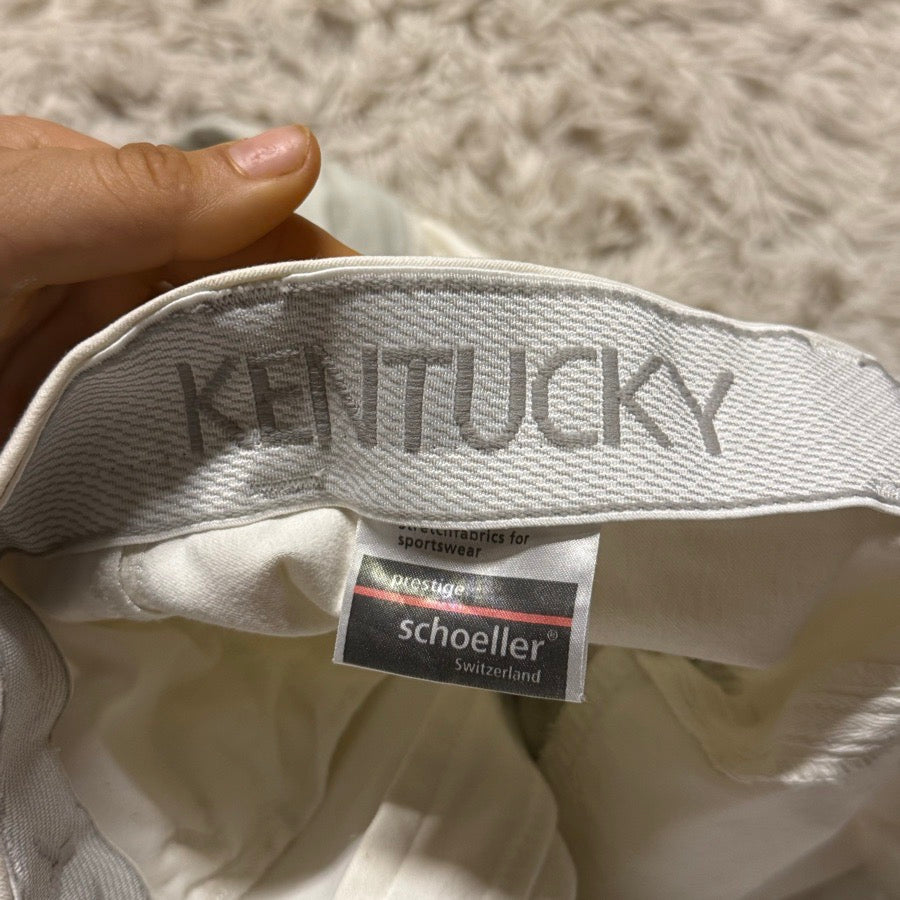 KENTUCKY
stretchfabrics for
sportswear
prestige
schoeller®
Switzerland